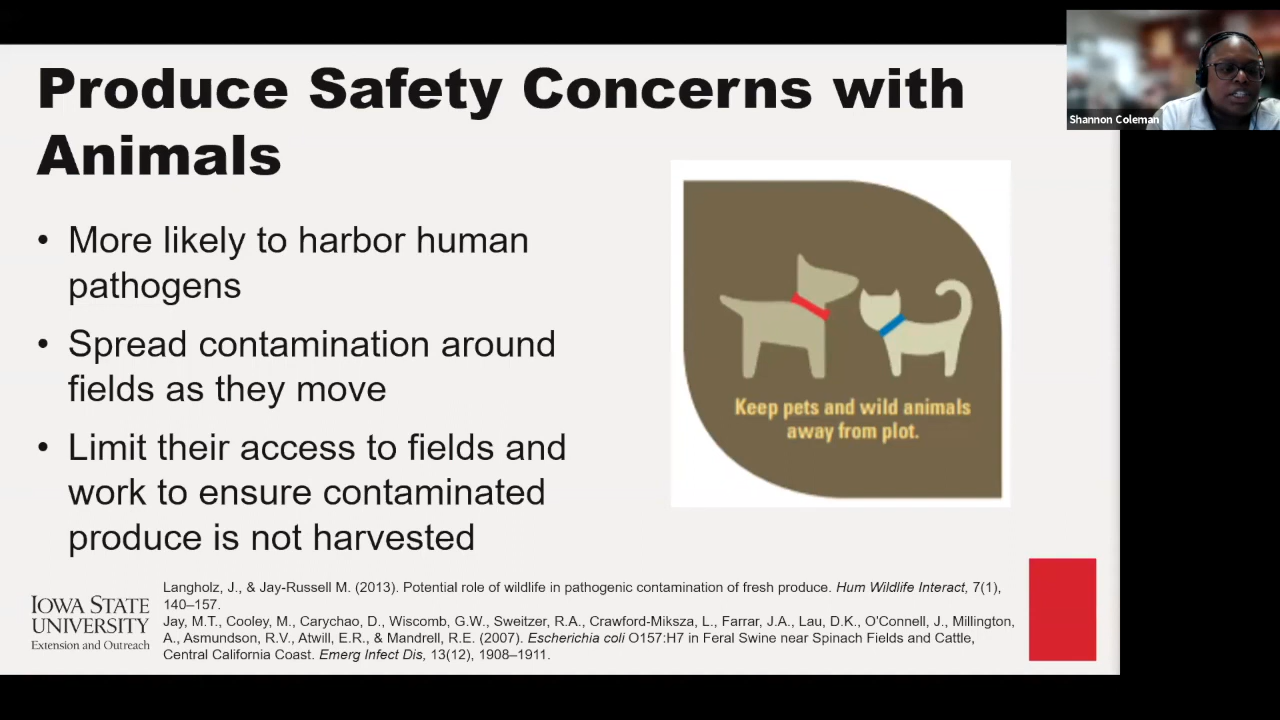 Produce Safety Concerns with
Animals
Shannon Coleman
• More likely to harbor human
pathogens
• Spread contamination around
fields as they move
• Limit their access to fields and
work to ensure contaminated
produce is not harvested
Keep pets and wild animals
away from plot.
IOWA STATE
UNIVERSITY
Extension and Outreach
Langholz, J., & Jay-Russell M. (2013). Potential role of wildlife in pathogenic contamination of fresh produce. Hum Wildlife Interact, 7(1),
140–157.
Jay, M.T., Cooley, M., Carychao, D., Wiscomb, G.W., Sweitzer, R.A., Crawford-Miksza, L., Farrar, J.A., Lau, D.K., O'Connell, J., Millington,
A., Asmundson, R.V., Atwill, E.R., & Mandrell, R.E. (2007). Escherichia coli O157:H7 in Feral Swine near Spinach Fields and Cattle,
Central California Coast. Emerg Infect Dis, 13(12), 1908–1911.